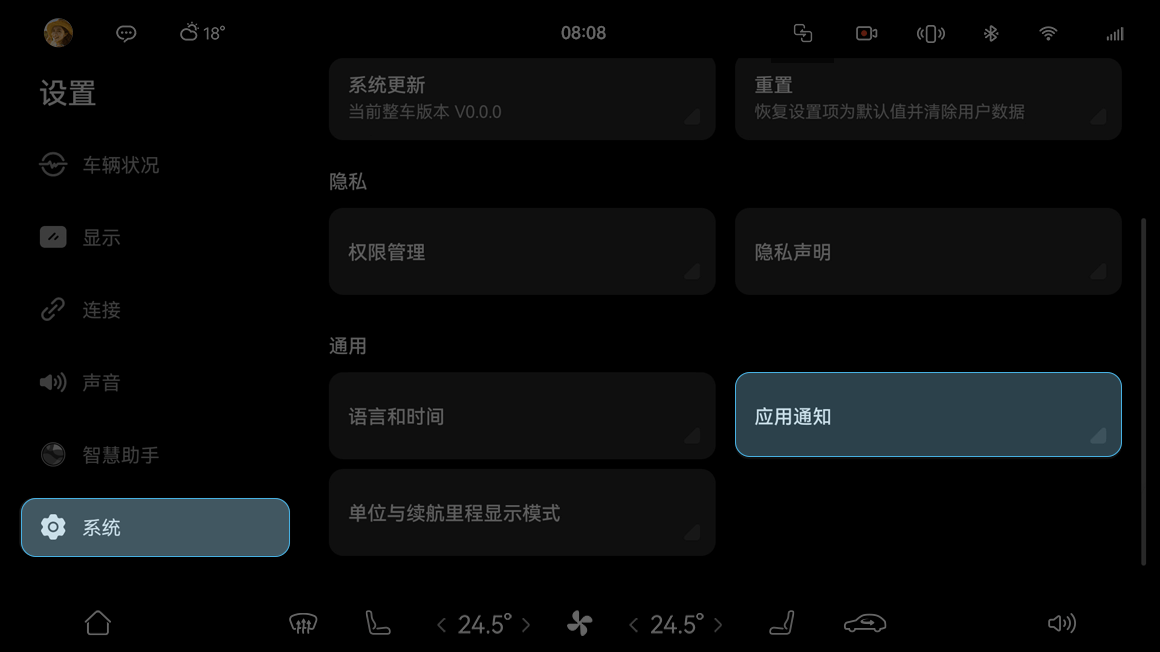 18°
08:08
设置
车辆状况
显示
连接
声音
智慧助手
系统
系统更新
当前整车版本 V0.0.0
重置
恢复设置项为默认值并清除用户数据
隐私
权限管理
隐私声明
通用
语言和时间
应用通知
单位与续航里程显示模式
24.5°
24.5°